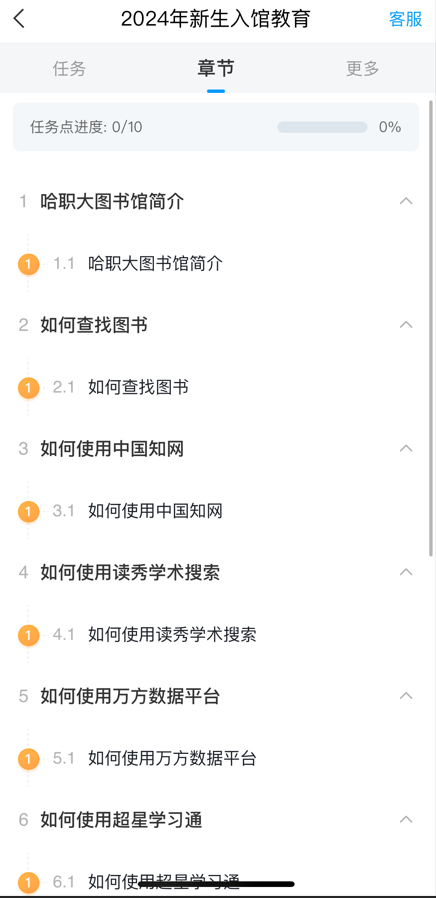 2024年新生入馆教育 客服
任务 章节 更多
任务点进度: 0/10 0%
1 哈职大图书馆简介
1 1.1 哈职大图书馆简介
2 如何查找图书
1 2.1 如何查找图书
3 如何使用中国知网
1 3.1 如何使用中国知网
4 如何使用读秀学术搜索
1 4.1 如何使用读秀学术搜索
5 如何使用万方数据平台
1 5.1 如何使用万方数据平台
6 如何使用超星学习通
1 6.1 如何使用超星学习通